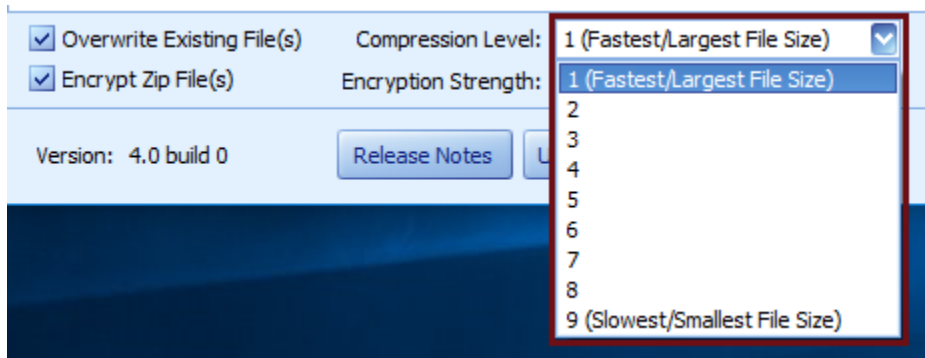 Overwrite Existing File(s) Compression Level: 1 (Fastest/Largest File Size)
Encrypt Zip File(s) Encryption Strength: 1 (Fastest/Largest File Size)
2
3
Version: 4.0 build 0 Release Notes U
4
5
6
7
8
9 (Slowest/Smallest File Size)